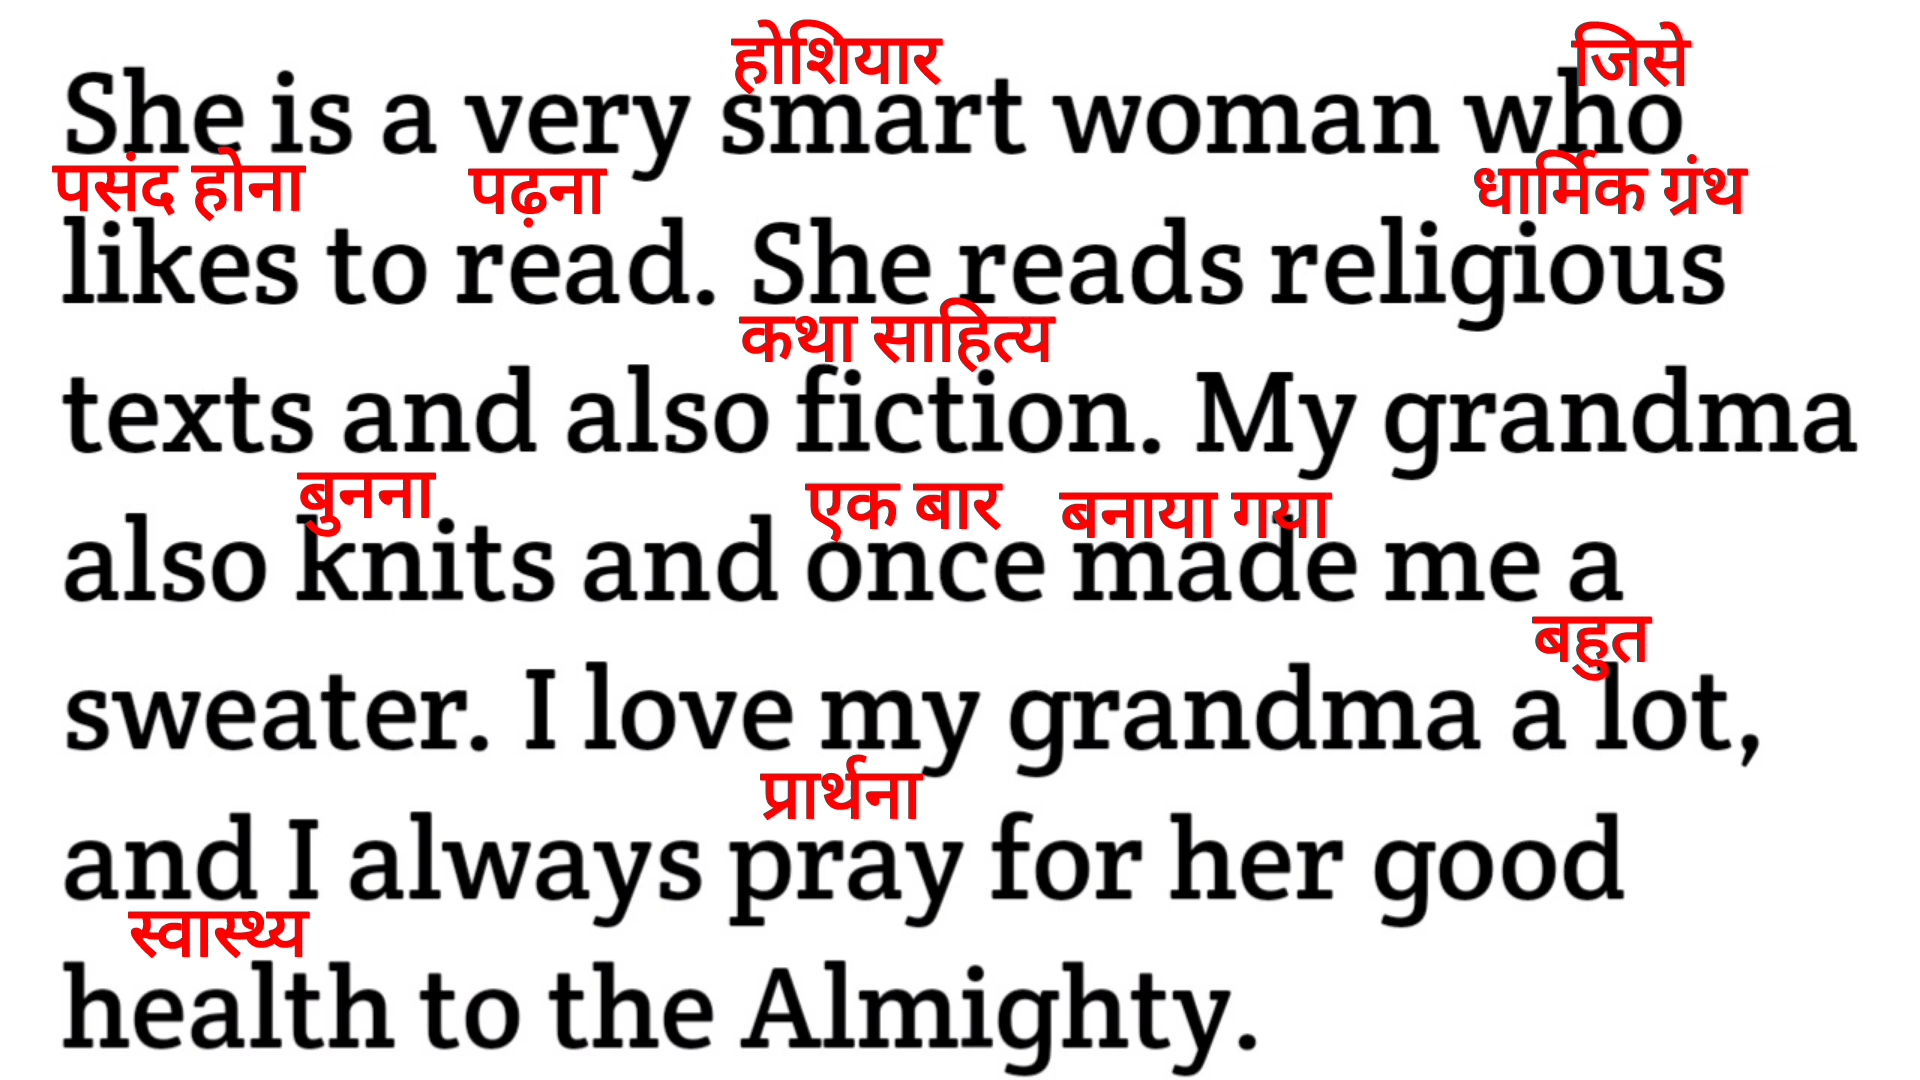 होशियार जिसे
She is a very smart woman who
पसंद होना पढ़ना धार्मिक ग्रंथ
likes to read. She reads religious
कथा साहित्य
texts and also fiction. My grandma
बुनना एक बार बनाया गया
also knits and once made me a
बहुत
sweater. I love my grandma a lot,
प्रार्थना
and I always pray for her good
स्वास्थ्य
health to the Almighty.